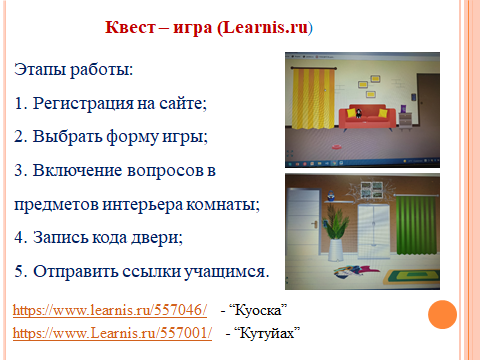 Квест – игра (Learnis.ru)
Этапы работы:
1. Регистрация на сайте;
2. Выбрать форму игры;
3. Включение вопросов в
предметов интерьера комнаты;
4. Запись кода двери;
5. Отправить ссылки учащимся.
https://www.learnis.ru/557046/ - “Куоска”
https://www.Learnis.ru/557001/ - “Кутуйах”